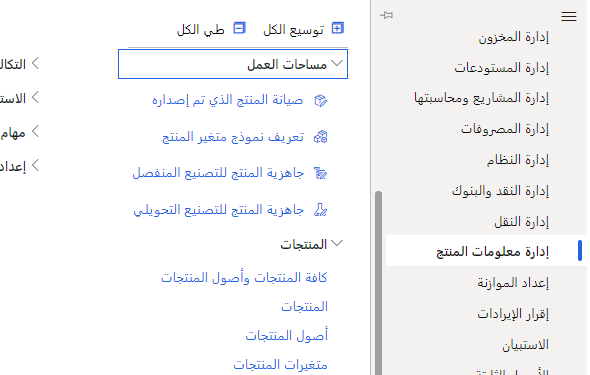 إدارة المخزون
إدارة المستودعات
إدارة المشاريع ومحاسبتها
إدارة المصروفات
إدارة النظام
إدارة النقد والبنوك
إدارة النقل
إدارة معلومات المنتج
إعداد الموازنة
إقرار الإيرادات
الاستبيان
توسيع الكل
طي الكل
مساحات العمل
صيانة المنتج الذي تم إصداره
تعريف نموذج متغير المنتج
جاهزية المنتج للتصنيع المنفصل
جاهزية المنتج للتصنيع التحويلي
المنتجات
كافة المنتجات وأصول المنتجات
المنتجات
أصول المنتجات
متغيرات المنتجات
مهام